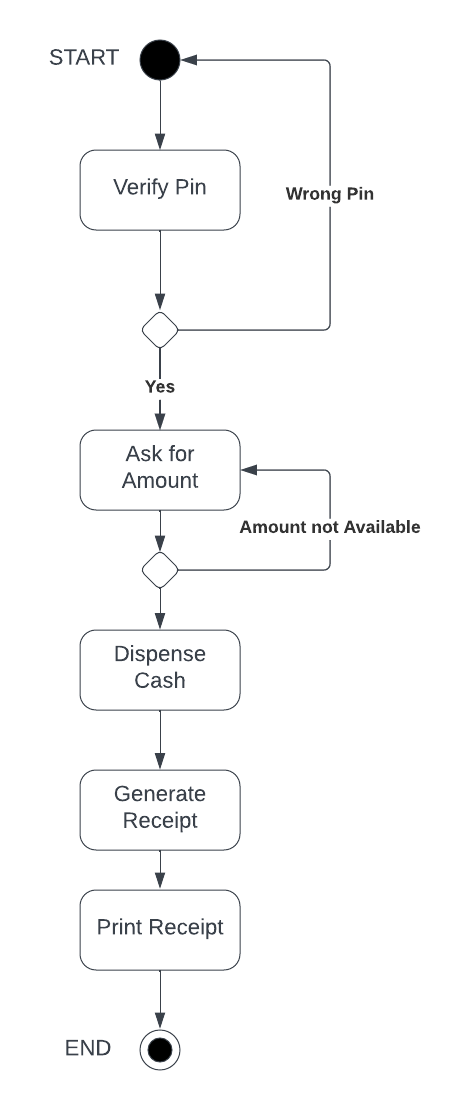 START
Verify Pin
Wrong Pin
Yes
Ask for
Amount
Amount not Available
Dispense
Cash
Generate
Receipt
Print Receipt
END